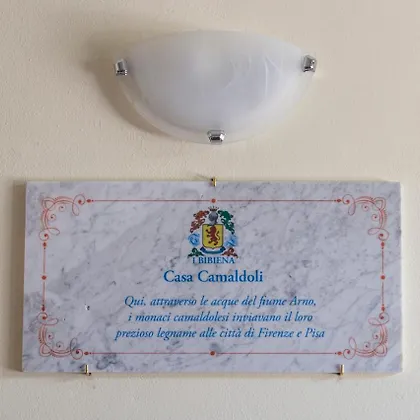 I BIBIENA
Casa Camaldoli
Qui, attraverso le acque del fiume Arno,
i monaci camaldolesi inviavano il loro
prezioso legname alle città di Firenze e Pisa